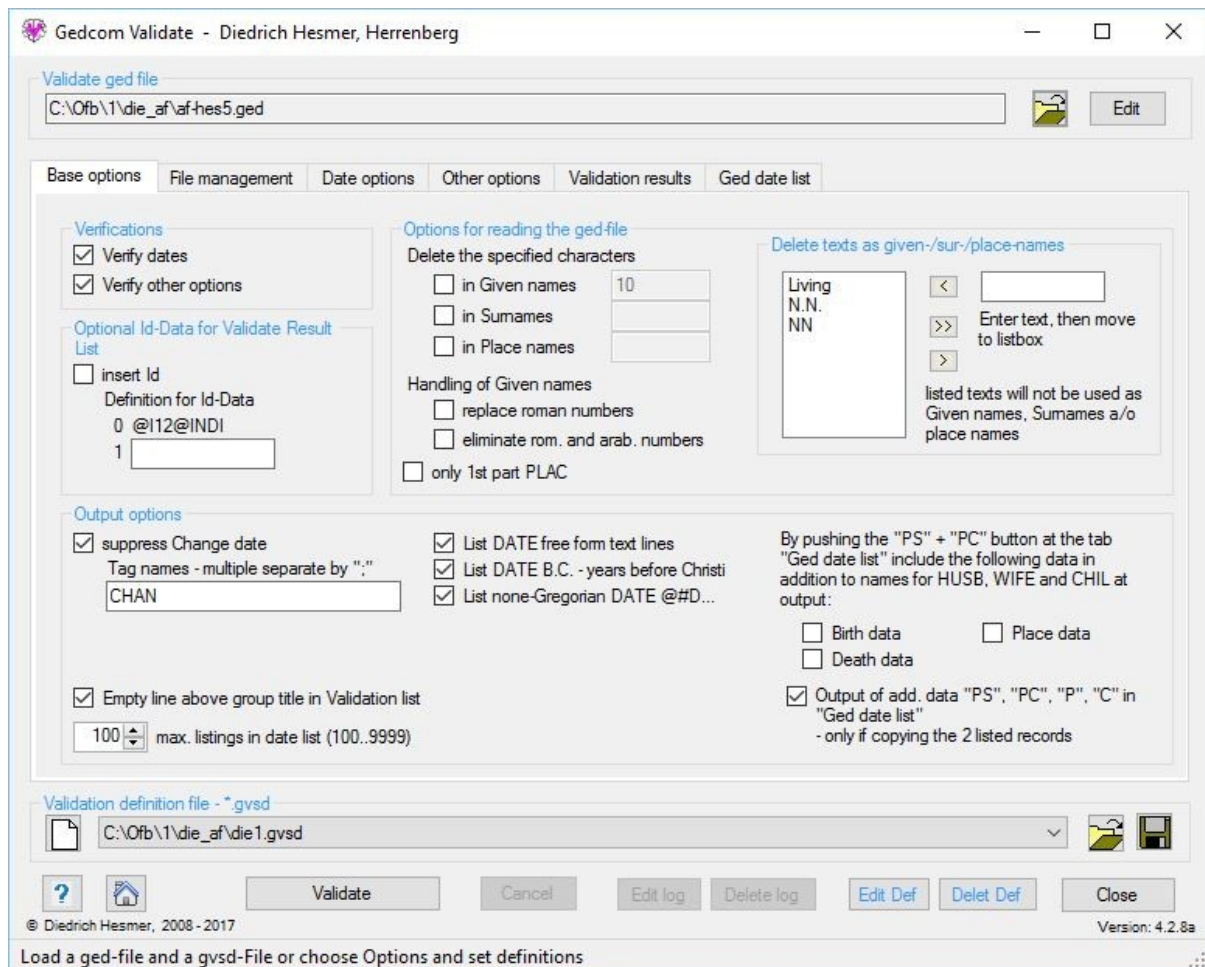 Gedcom Validate - Diedrich Hesmer, Herrenberg
Validate ged file
C:\Ofb\1\die_af\af-hes5.ged
Edit
Base options
File management
Date options
Other options
Validation results
Ged date list
Verifications
Verify dates
Verify other options
Optional Id-Data for Validate Result
List
insert Id
Definition for Id-Data
0 @I12@INDI
1
Options for reading the ged-file
Delete the specified characters
in Given names
10
in Surnames
in Place names
Handling of Given names
replace roman numbers
eliminate rom. and arab. numbers
only 1st part PLAC
Delete texts as given-/sur-/place-names
Living
N.N.
NN
<
>>
>
Enter text, then move
to listbox
listed texts will not be used as
Given names, Surnames a/o
place names
Output options
suppress Change date
Tag names - multiple separate by ";"
CHAN
List DATE free form text lines
List DATE B.C. - years before Christi
List none-Gregorian DATE @#D...
By pushing the "PS" + "PC" button at the tab
"Ged date list" include the following data in
addition to names for HUSB, WIFE and CHIL at
output:
Birth data
Place data
Death data
Empty line above group title in Validation list
100
max. listings in date list (100..9999)
Output of add. data "PS", "PC", "P", "C" in
"Ged date list"
- only if copying the 2 listed records
Validation definition file - *.gvsd
C:\Ofb\1\die_af\die1.gvsd
?
Validate
Cancel
Edit log
Delete log
Edit Def
Delet Def
Close
© Diedrich Hesmer, 2008 - 2017
Version: 4.2.8a
Load a ged-file and a gvsd-File or choose Options and set definitions